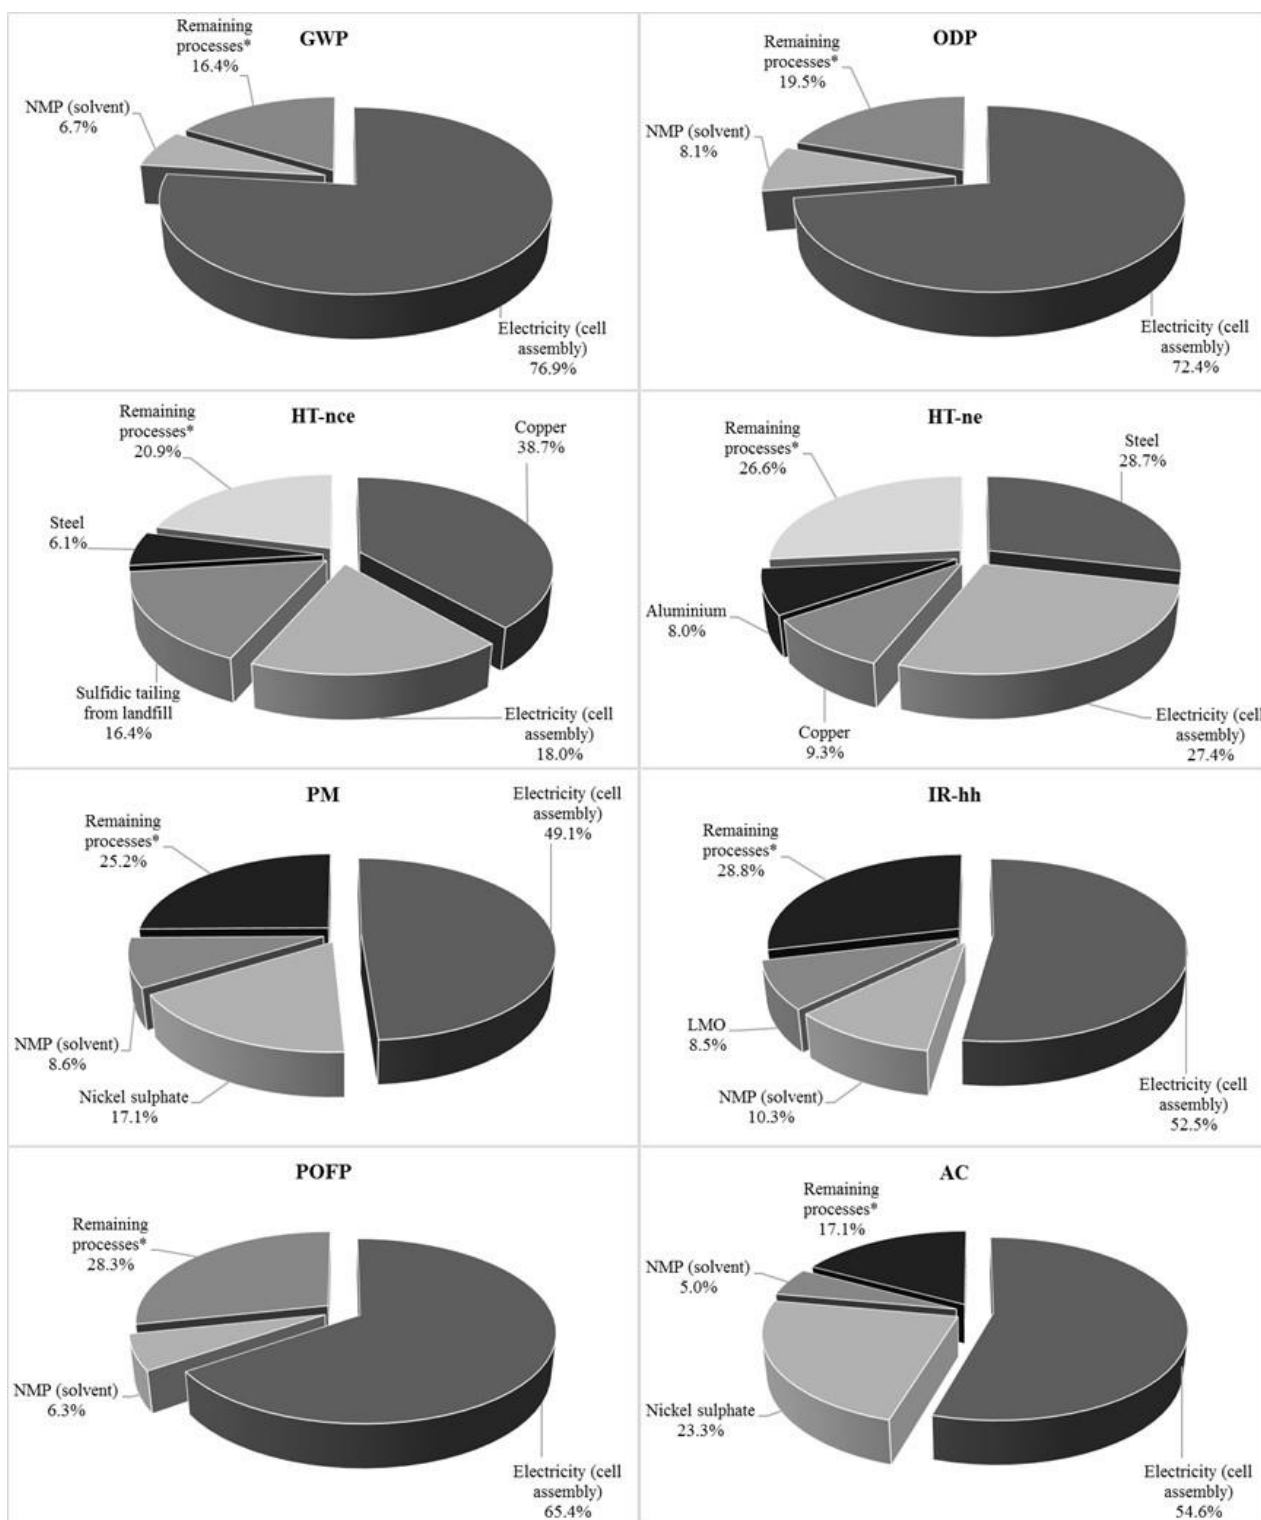 GWP
Remaining
processes*
16.4%
NMP (solvent)
6.7%
Electricity (cell
assembly)
76.9%
ODP
Remaining
processes*
19.5%
NMP (solvent)
8.1%
Electricity (cell
assembly)
72.4%
HT-nce
Remaining
processes*
20.9%
Copper
38.7%
Steel
6.1%
Sulfidic tailing
from landfill
16.4%
Electricity (cell
assembly)
18.0%
HT-ne
Remaining
processes*
26.6%
Steel
28.7%
Aluminium
8.0%
Copper
9.3%
Electricity (cell
assembly)
27.4%
PM
Electricity (cell
assembly)
49.1%
Remaining
processes*
25.2%
NMP (solvent)
8.6%
Nickel sulphate
17.1%
IR-hh
Remaining
processes*
28.8%
LMO
8.5%
NMP (solvent)
10.3%
Electricity (cell
assembly)
52.5%
POFP
Remaining
processes*
28.3%
NMP (solvent)
6.3%
Electricity (cell
assembly)
65.4%
AC
Remaining
processes*
17.1%
NMP (solvent)
5.0%
Nickel sulphate
23.3%
Electricity (cell
assembly)
54.6%